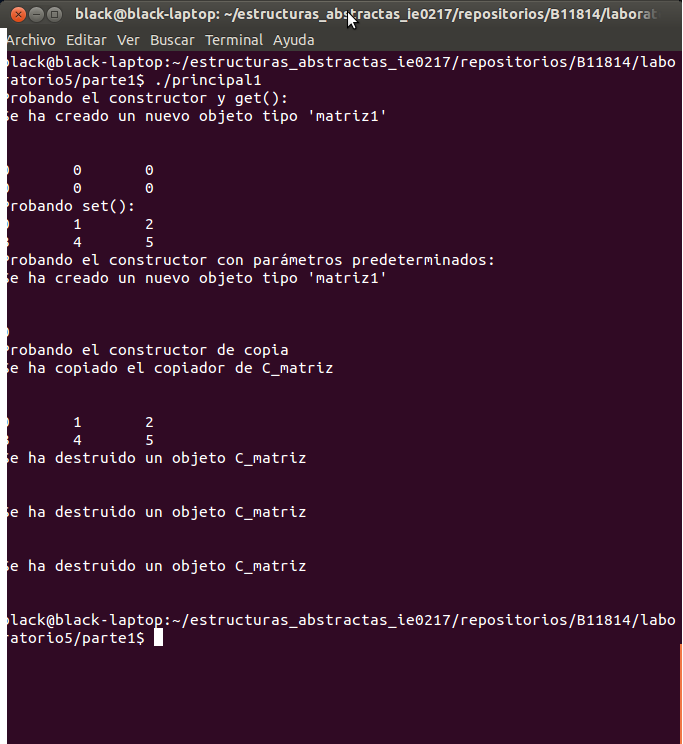 black@black-laptop: ~/estructuras_abstractas_ie0217/repositorios/B11814/laborat
Archivo Editar Ver Buscar Terminal Ayuda
black@black-laptop:~/estructuras_abstractas_ie0217/repositorios/B11814/labo
ratorio5/parte1$ ./principal1
Probando el constructor y get():
Se ha creado un nuevo objeto tipo 'matriz1'
0 0 0
0 0 0
Probando set():
0 1 2
3 4 5
Probando el constructor con parámetros predeterminados:
Se ha creado un nuevo objeto tipo 'matriz1'
0
Probando el constructor de copia
Se ha copiado el copiador de C_matriz
0 1 2
3 4 5
Se ha destruido un objeto C_matriz
Se ha destruido un objeto C_matriz
Se ha destruido un objeto C_matriz
black@black-laptop:~/estructuras_abstractas_ie0217/repositorios/B11814/labo
ratorio5/parte1$